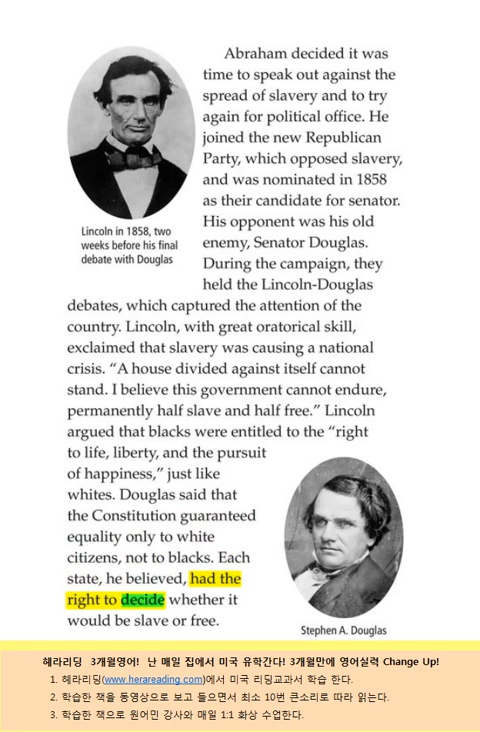 Abraham decided it was
time to speak out against the
spread of slavery and to try
again for political office. He
joined the new Republican
Party, which opposed slavery,
and was nominated in 1858
as their candidate for senator.
His opponent was his old
enemy, Senator Douglas.
During the campaign, they
held the Lincoln-Douglas
Lincoln in 1858, two
weeks before his final
debate with Douglas
debates, which captured the attention of the
country. Lincoln, with great oratorical skill,
exclaimed that slavery was causing a national
crisis. “A house divided against itself cannot
stand. I believe this government cannot endure,
permanently half slave and half free.” Lincoln
argued that blacks were entitled to the “right
to life, liberty, and the pursuit
of happiness,” just like
whites. Douglas said that
the Constitution guaranteed
equality only to white
citizens, not to blacks. Each
state, he believed, had the
right to decide whether it
would be slave or free.
Stephen A. Douglas
헤라리딩 3개월영어! 난 매일 집에서 미국 유학간다! 3개월만에 영어실력 Change Up!
1. 헤라리딩(www.herareading.com)에서 미국 리딩교과서 학습 한다.
2. 학습한 책을 동영상으로 보고 들으면서 최소 10번 큰소리로 따라 읽는다.
3. 학습한 책으로 원어민 강사와 매일 1:1 화상 수업한다.